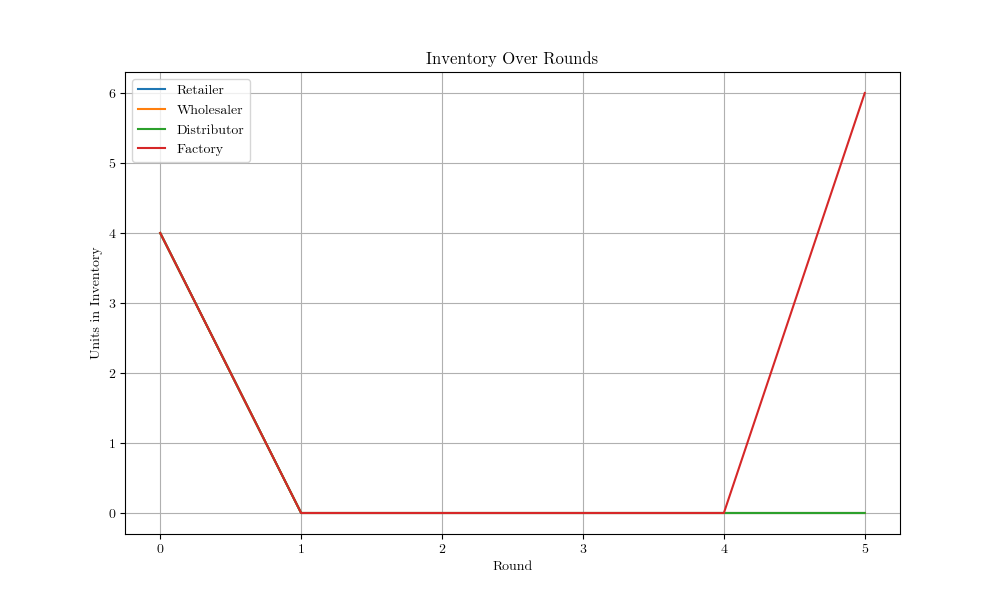 Inventory Over Rounds
Retailer
Wholesaler
Distributor
Factory
6
5
4
3
2
1
0
Units in Inventory
0 1 2 3 4 5
Round